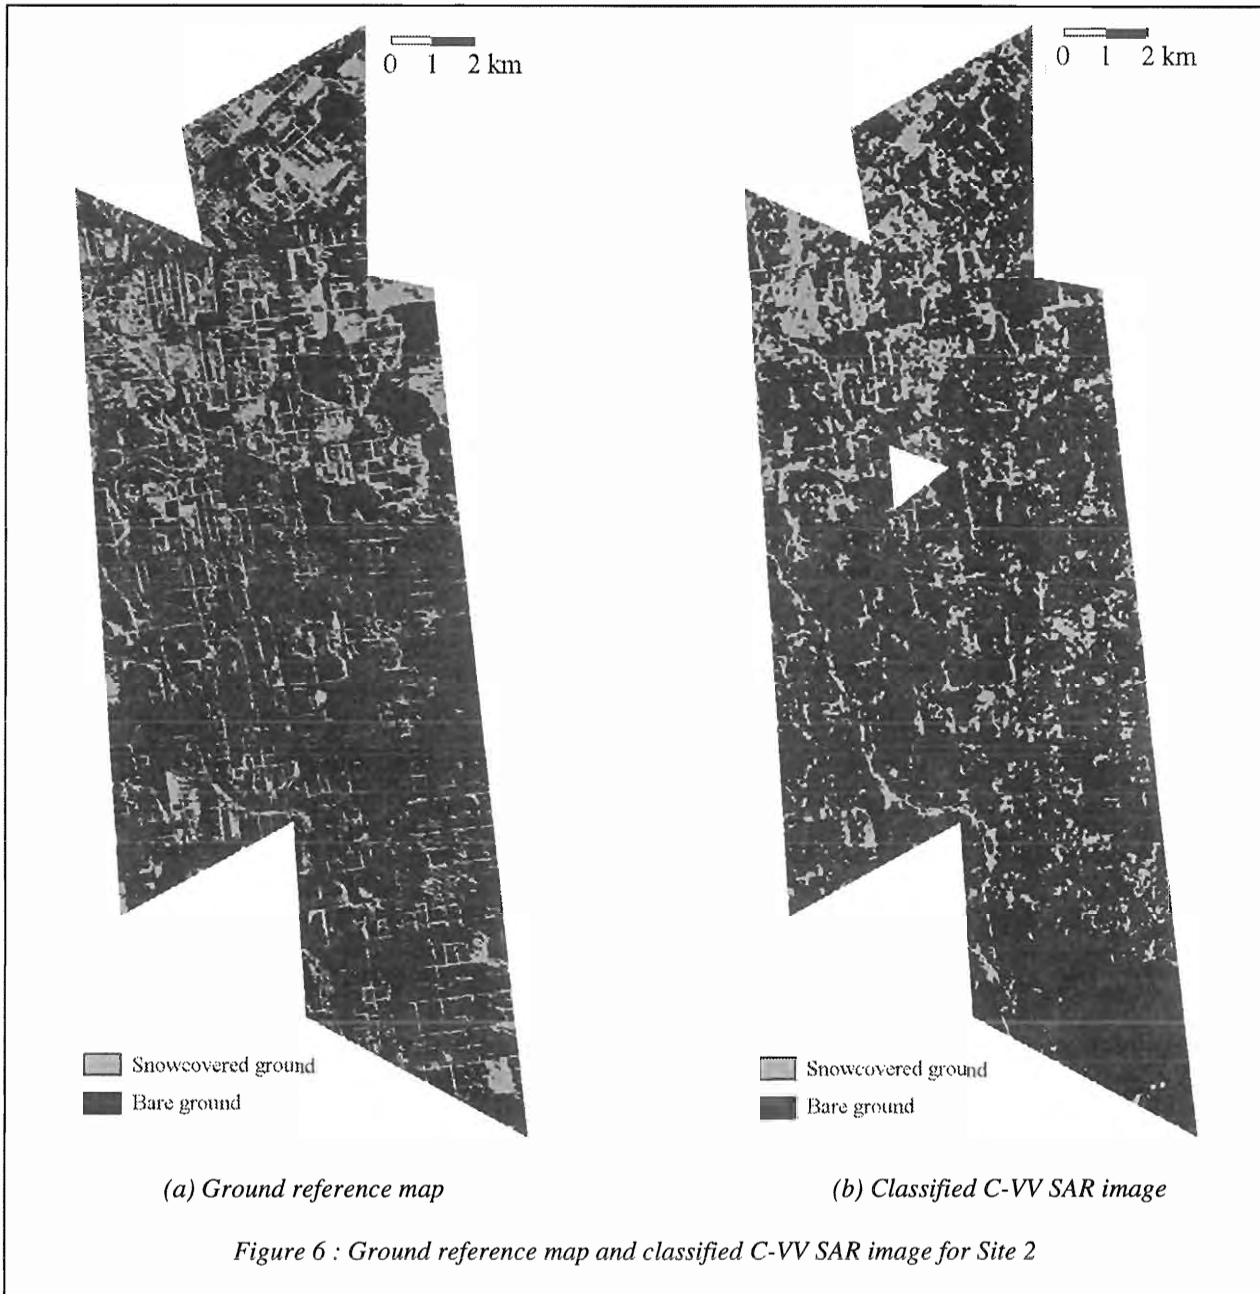 0 1 2 km
0 1 2 km
Snowcovered ground
Bare ground
Snowcovered ground
Bare ground
(a) Ground reference map
(b) Classified C-VV SAR image
Figure 6 : Ground reference map and classified C-VV SAR image for Site 2